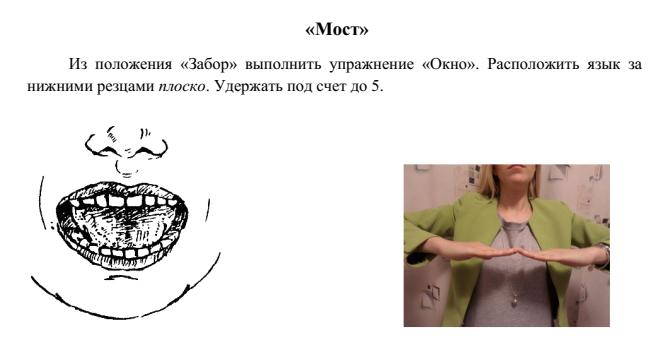 «Мост»
Из положения «Забор» выполнить упражнение «Окно». Расположить язык за
нижними резцами плоско. Удержать под счет до 5.